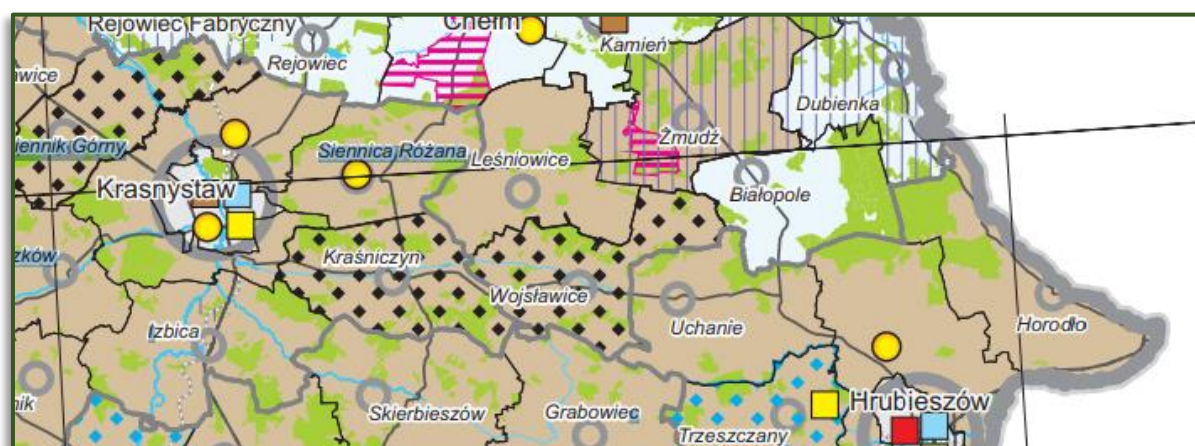 Rejowiec Fabryczny
Chełm
Kamień
Rejowiec
Dubienka
Żmudź
Siennica Różana
Leśniowice
Krasnystaw
Białopole
Kraśniczyn
Wojsławice
Uchanie
Horodło
Izbica
Skierbieszów
Grabowiec
Hrubieszów
Trzeszczany